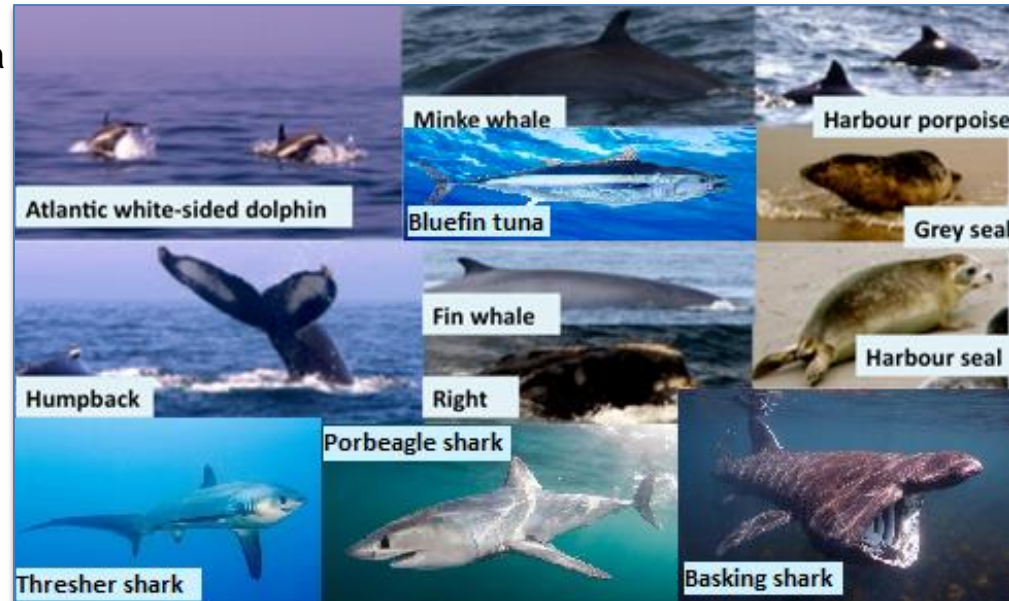 a
Minke whale
Harbour porpoise
Atlantic white-sided dolphin
Bluefin tuna
Grey seal
Fin whale
Harbour seal
Humpback
Right
Porbeagle shark
Thresher shark
Basking shark